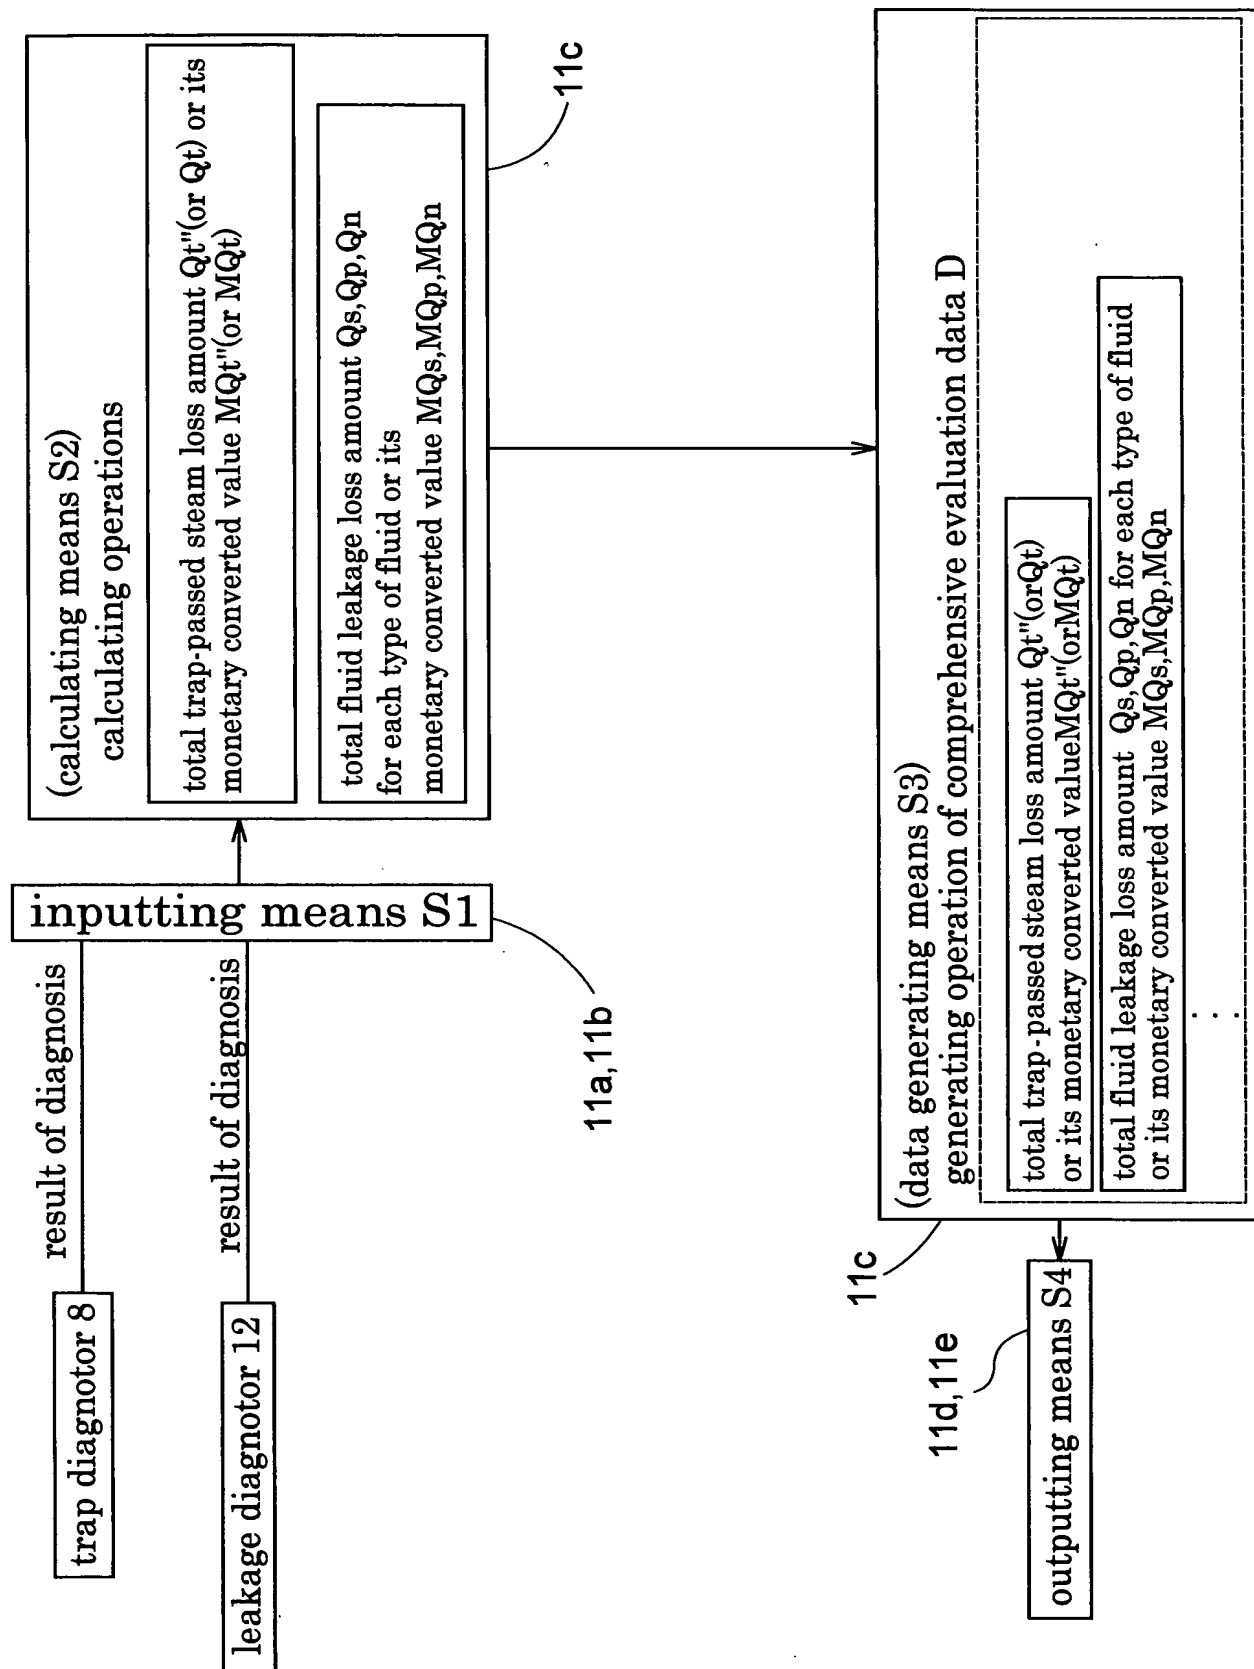 trap diagnotor 8
result of diagnosis
leakage diagnotor 12
result of diagnosis
inputting means S1
11a,11b
(calculating means S2)
calculating operations
total trap-passed steam loss amount Qt"(or Qt) or its
monetary converted value MQt"(or MQt)
total fluid leakage loss amount Qs,Qp,Qn
for each type of fluid or its
monetary converted value MQs,MQp,MQn
11c
(data generating means S3)
generating operation of comprehensive evaluation data D
total trap-passed steam loss amount Qt"(orQt)
or its monetary converted valueMQt"(orMQt)
total fluid leakage loss amount Qs,Qp,Qn for each type of fluid
or its monetary converted value MQs,MQp,MQn
. . .
11c
outputting means S4
11d,11e